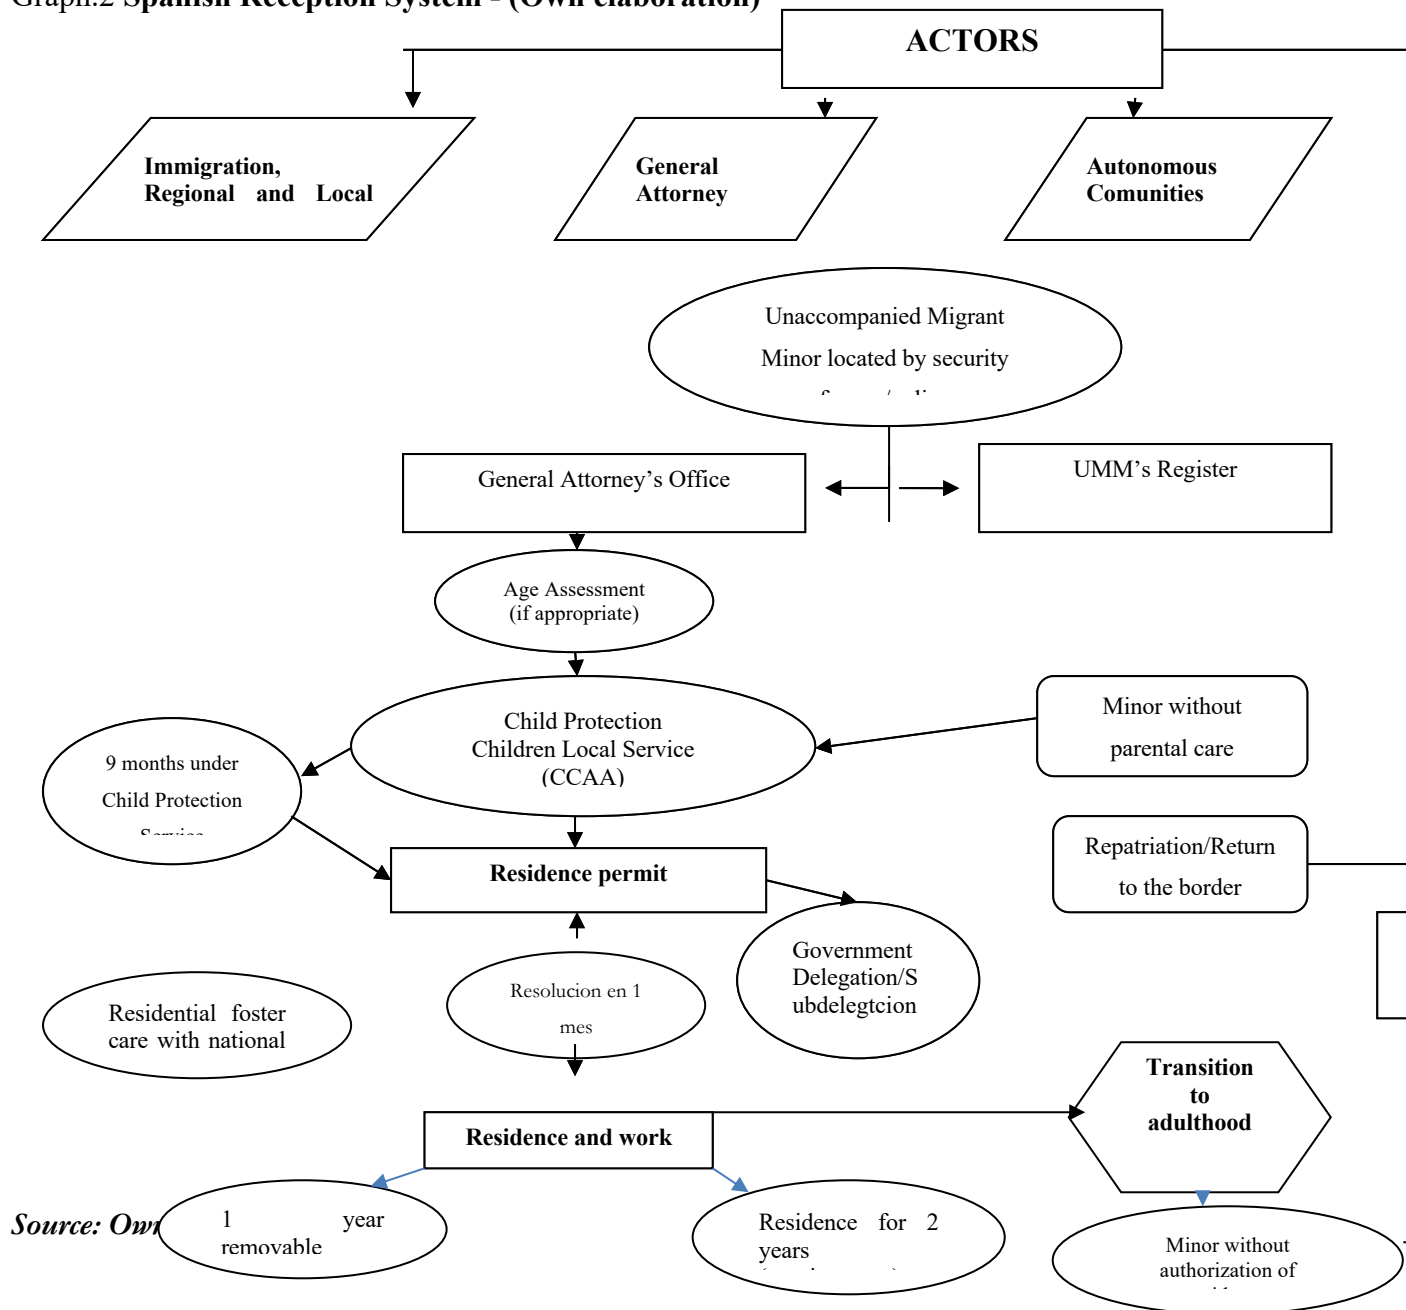 Graph.2 Spanish Reception System - (Own elaboration)
ACTORS
Immigration,
Regional and Local
General
Attorney
Autonomous
Comunities
Unaccompanied Migrant
Minor located by security
General Attorney’s Office
UMM’s Register
Age Assessment
(if appropriate)
Child Protection
Children Local Service
(CCAA)
Minor without
parental care
9 months under
Child Protection
Service
Repatriation/Return
to the border
Residence permit
Government
Delegation/S
ubdelegtcion
Resolucion en 1
mes
Residential foster
care with national
Transition
to
adulthood
Residence and work
Source: Own
1 year
removable
Residence for 2
years
Minor without
authorization of